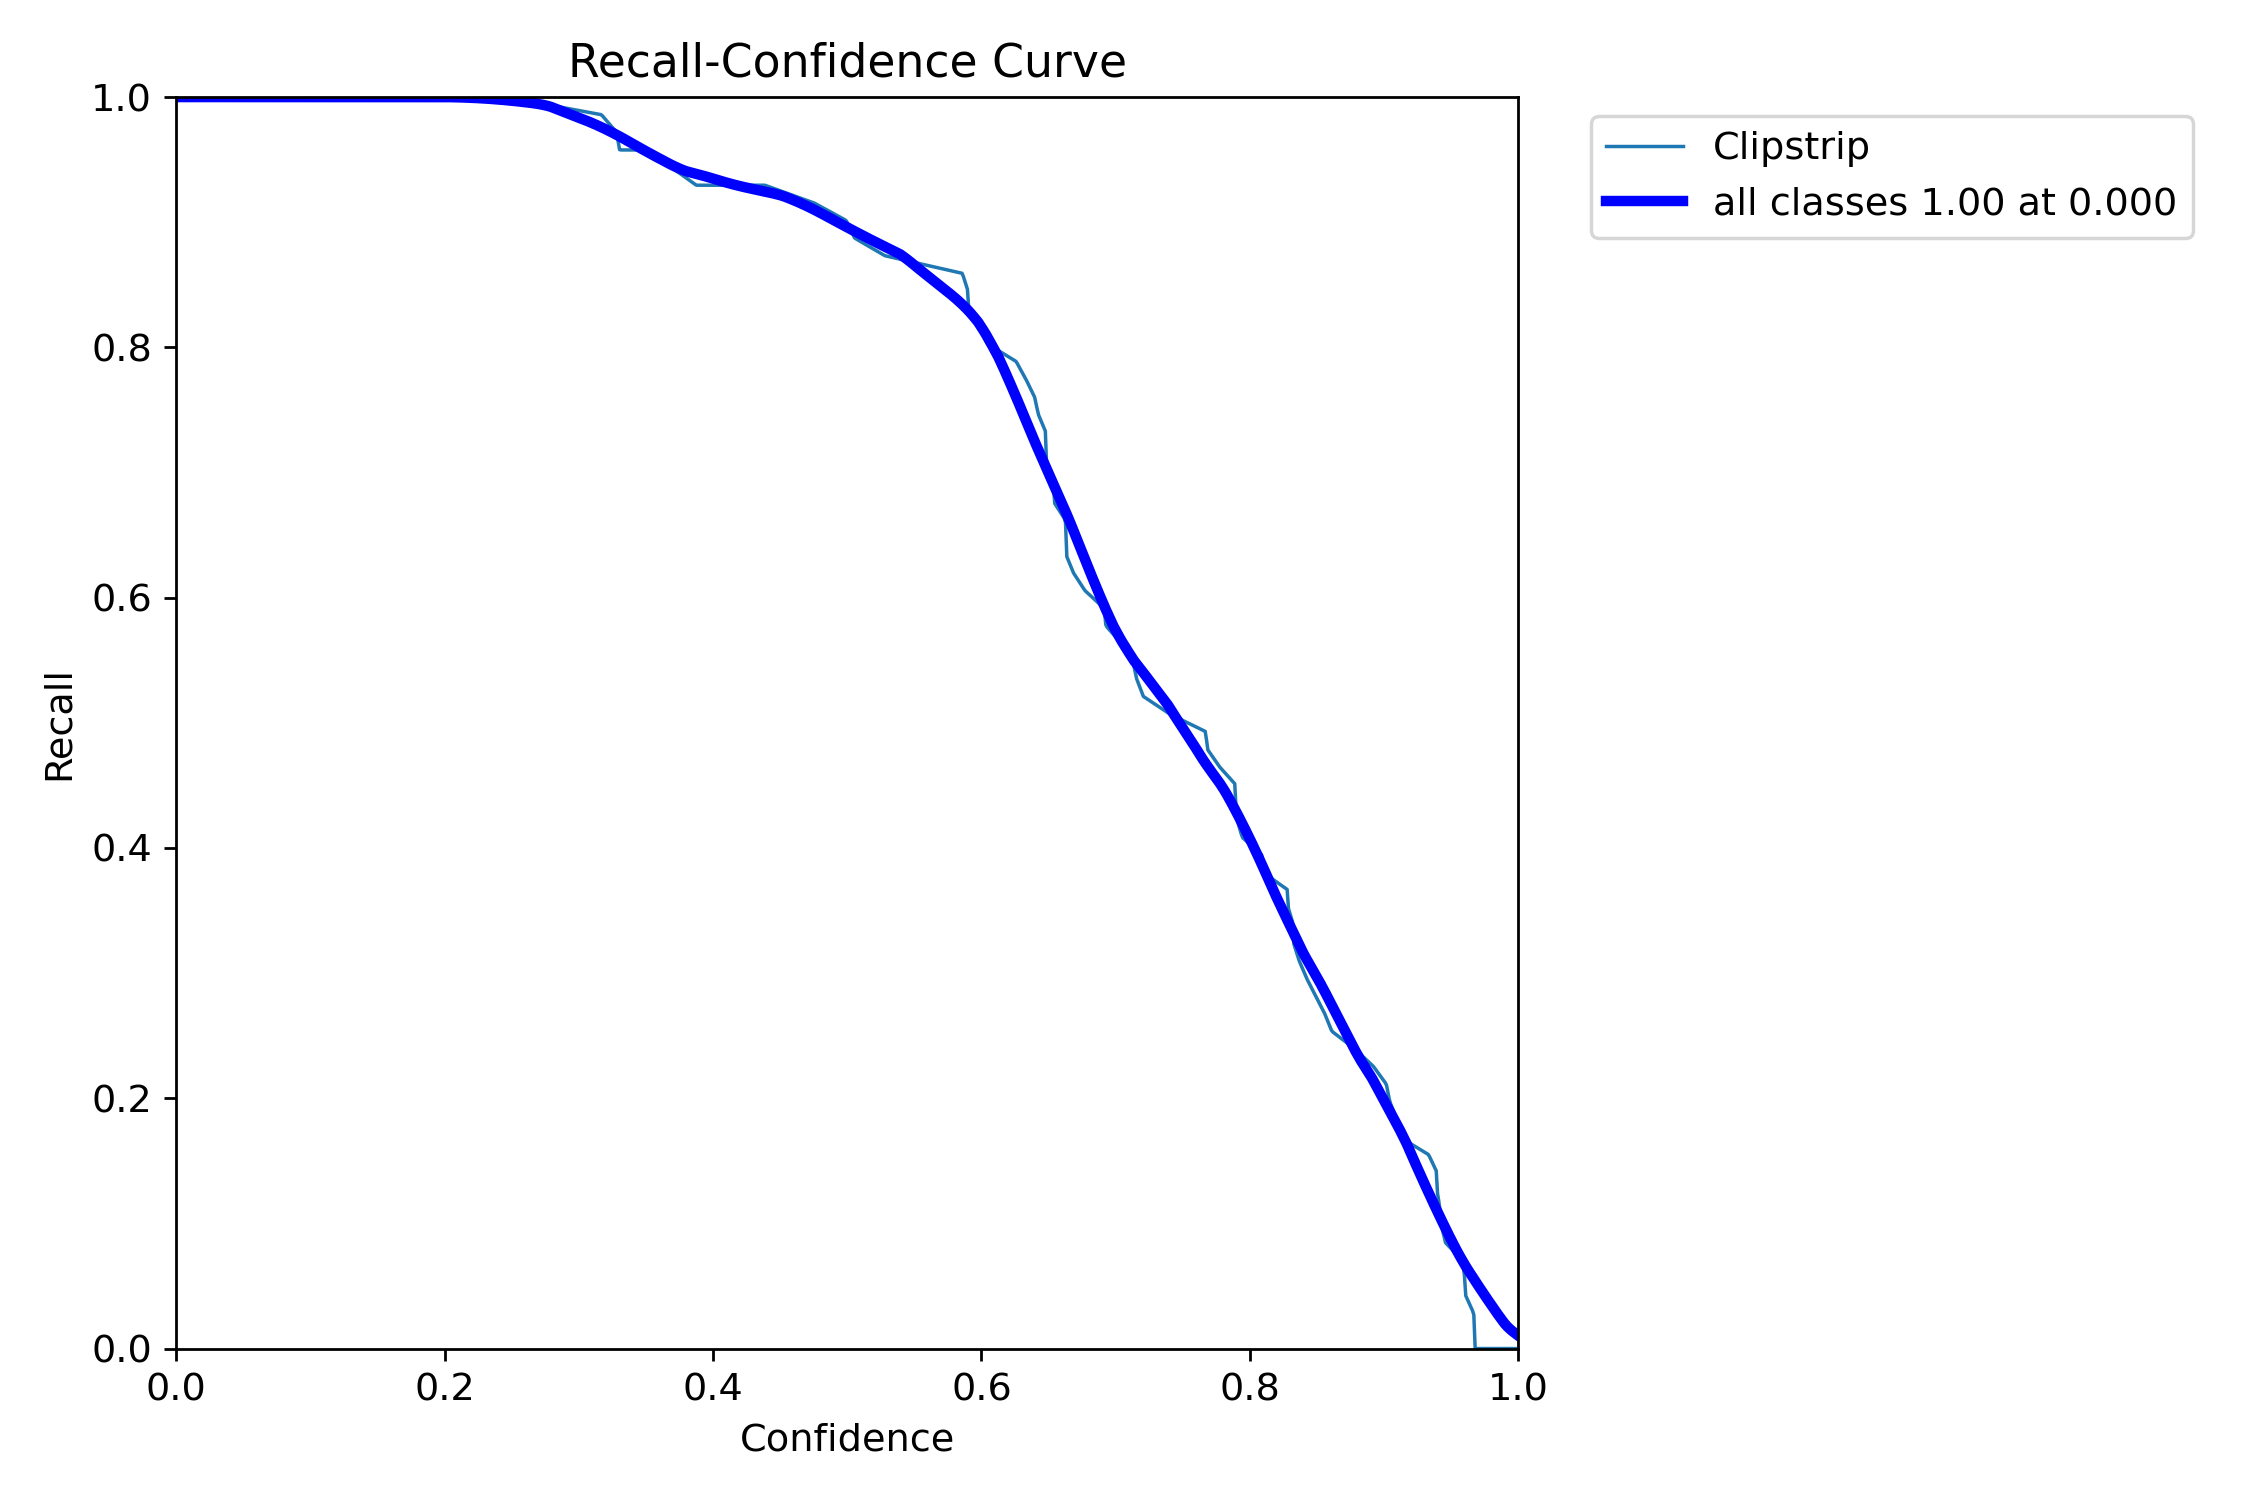 Recall-Confidence Curve
Clipstrip
all classes 1.00 at 0.000
1.0
0.8
0.6
0.4
0.2
0.0
Recall
0.0 0.2 0.4 0.6 0.8 1.0
Confidence